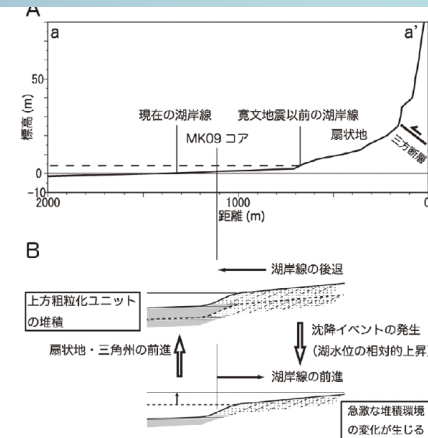 A
a
a'
標高(m)
50
0
-10
現在の湖岸線
寛文地震以前の湖岸線
MK09 コア
扇状地
三方断層
2000
1000
0
距離(m)
B
湖岸線の後退
上方粗粒化ユニット
の堆積
扇状地・三角州の前進
沈降イベントの発生
(湖水位の相対的上昇)
湖岸線の前進
急激な堆積環境
の変化が生じる